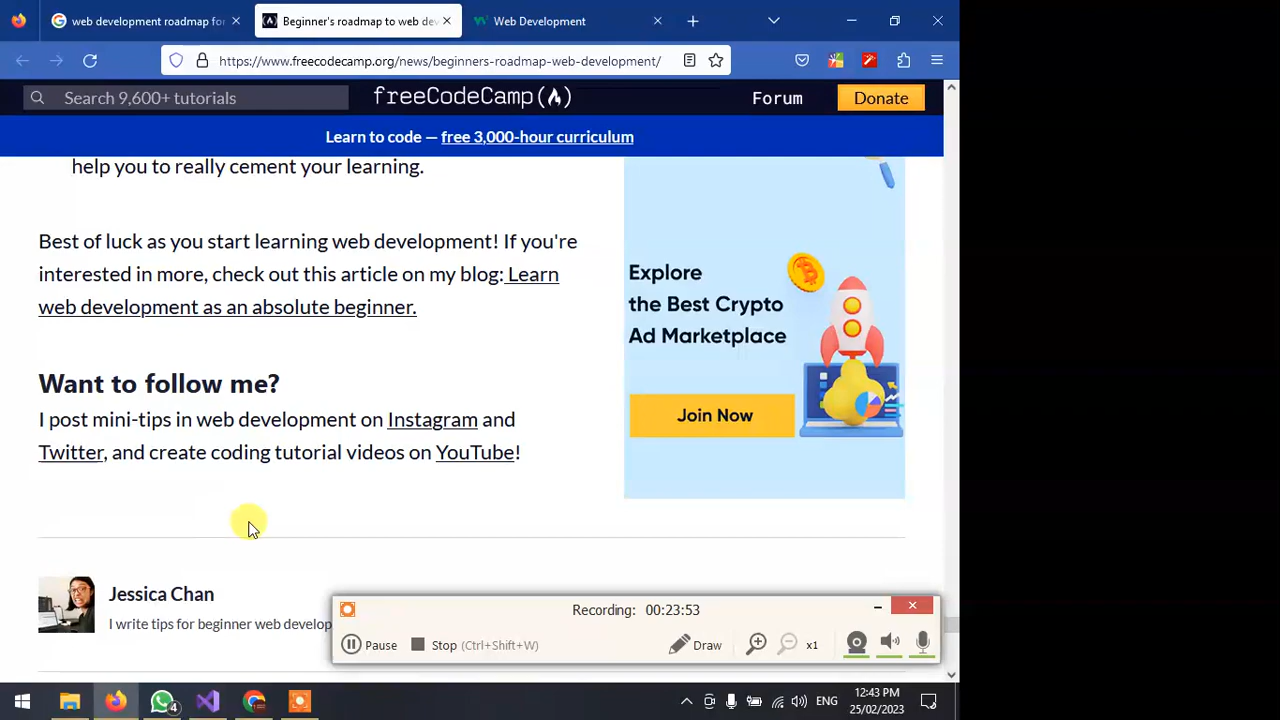 web development roadmap for
Beginner's roadmap to web dev
Web Development
https://www.freecodecamp.org/news/beginners-roadmap-web-development/
Search 9,600+ tutorials
freeCodeCamp
Forum
Donate
Learn to code — free 3,000-hour curriculum
help you to really cement your learning.
Best of luck as you start learning web development! If you're
interested in more, check out this article on my blog: Learn
web development as an absolute beginner.
Explore
the Best Crypto
Ad Marketplace
Join Now
Want to follow me?
I post mini-tips in web development on Instagram and
Twitter, and create coding tutorial videos on YouTube!
Jessica Chan
I write tips for beginner web develop
Recording: 00:23:53
Pause
Stop (Ctrl+Shift+W)
Draw
x1
4
ENG
12:43 PM
25/02/2023